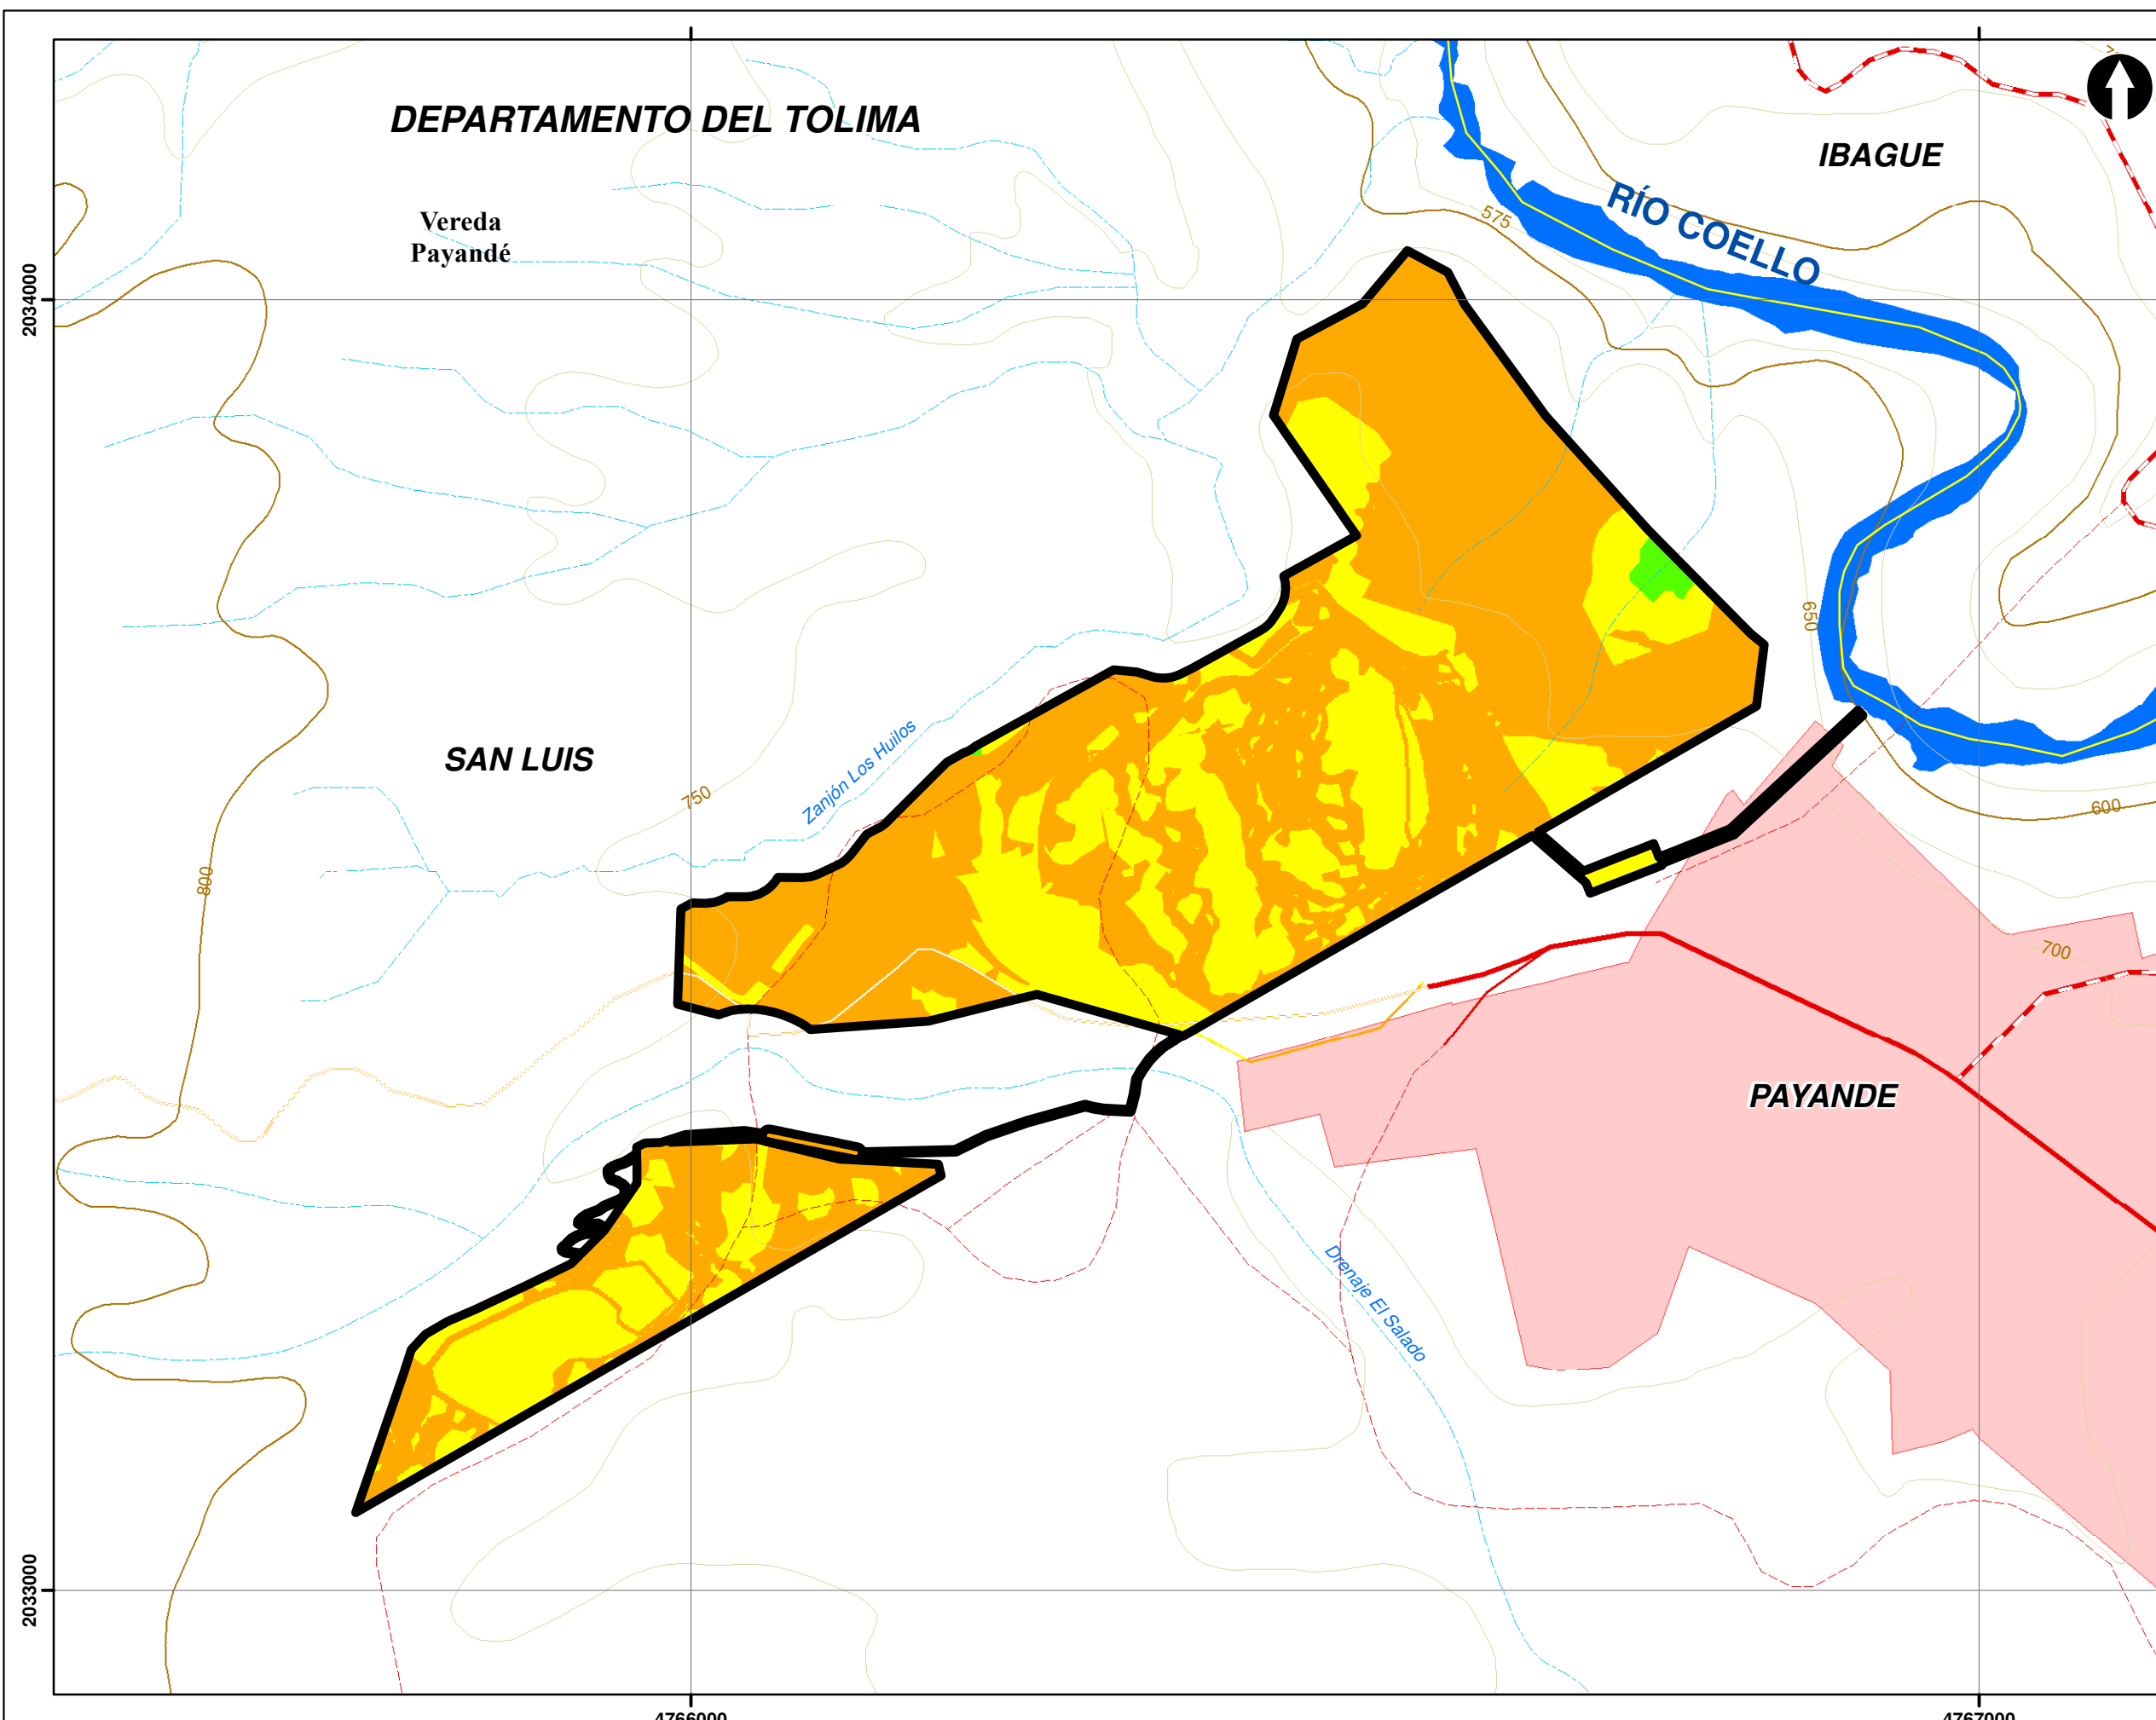 DEPARTAMENTO DEL TOLIMA
IBAGUE
RÍO COELLO
575
Vereda
Payandé
2034000
650
SAN LUIS
Zanjón Los Huilos
750
600
800
700
PAYANDE
Drenaje El Salado
2033000
4766000
4767000